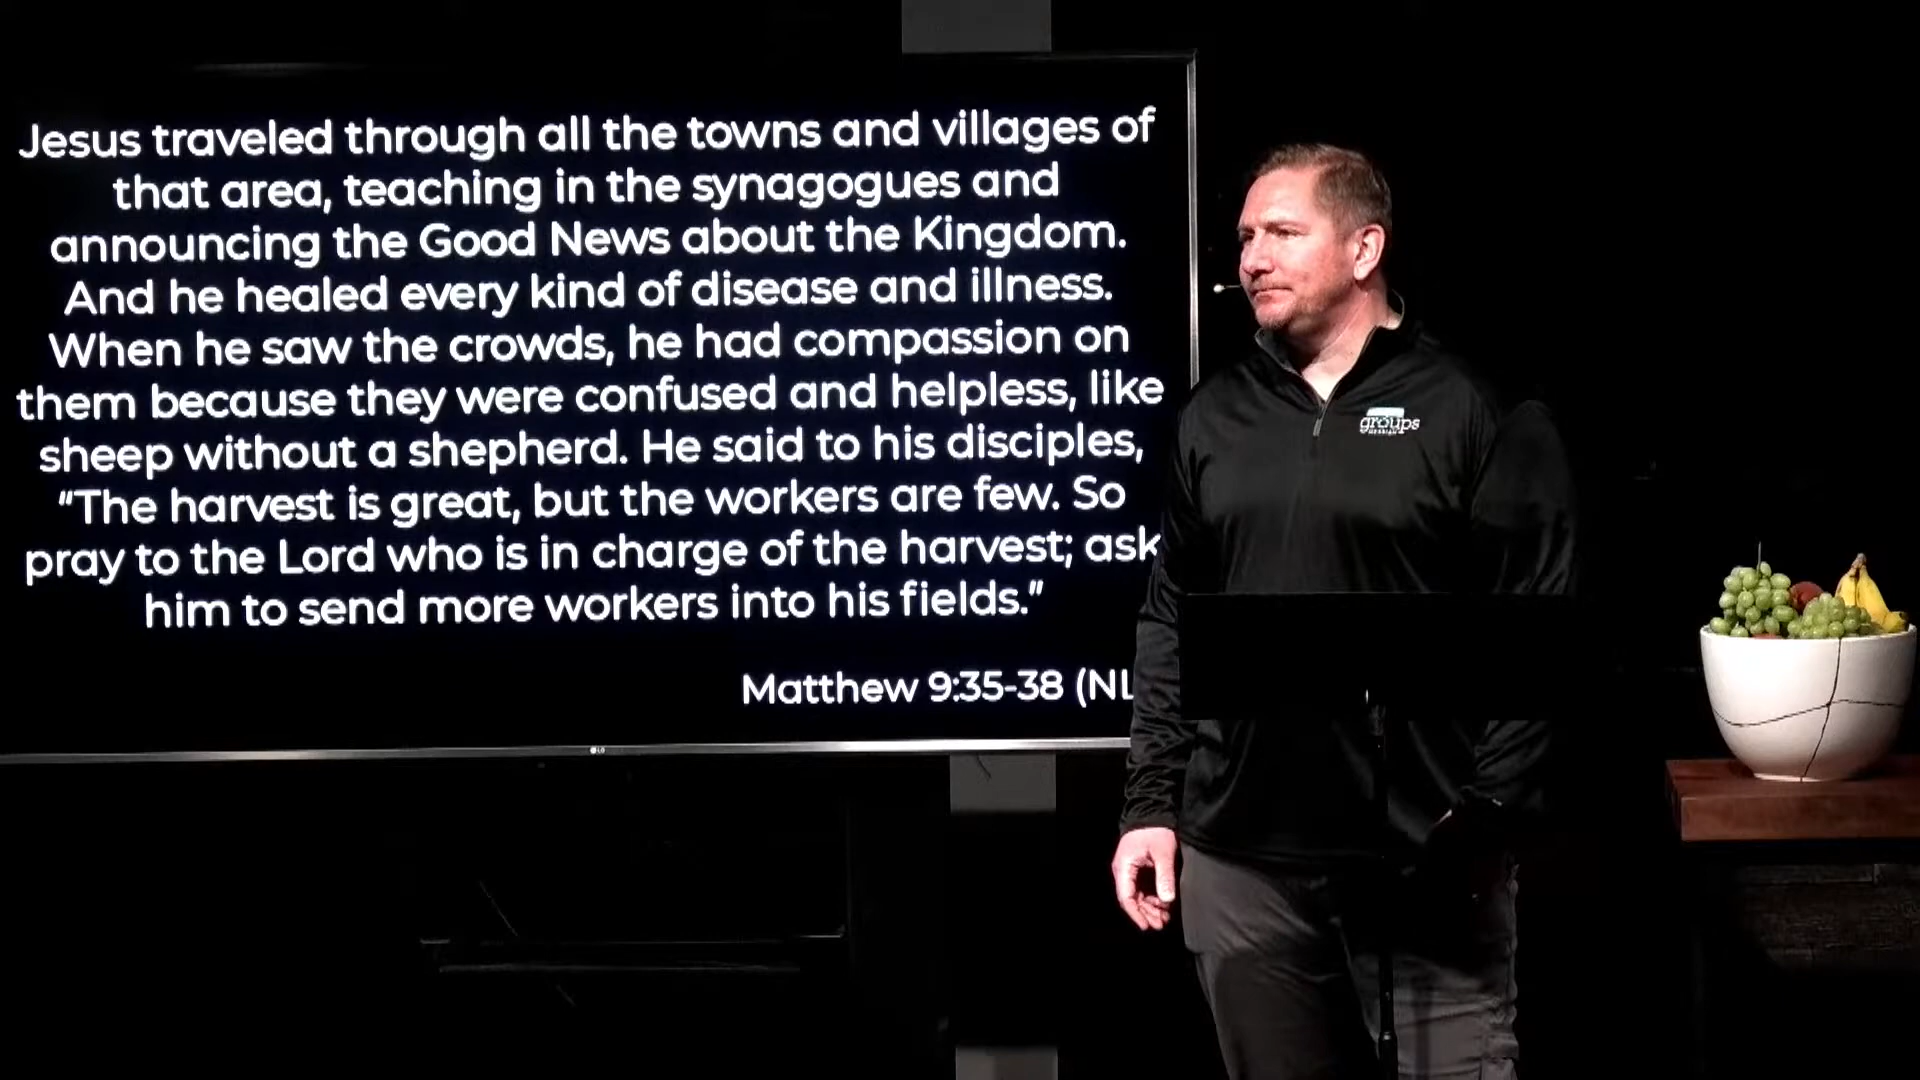 Jesus traveled through all the towns and villages of
that area, teaching in the synagogues and
announcing the Good News about the Kingdom.
And he healed every kind of disease and illness.
When he saw the crowds, he had compassion on
them because they were confused and helpless, like
sheep without a shepherd. He said to his disciples,
“The harvest is great, but the workers are few. So
pray to the Lord who is in charge of the harvest; ask
him to send more workers into his fields.”
Matthew 9:35-38 (NL
LG
groups